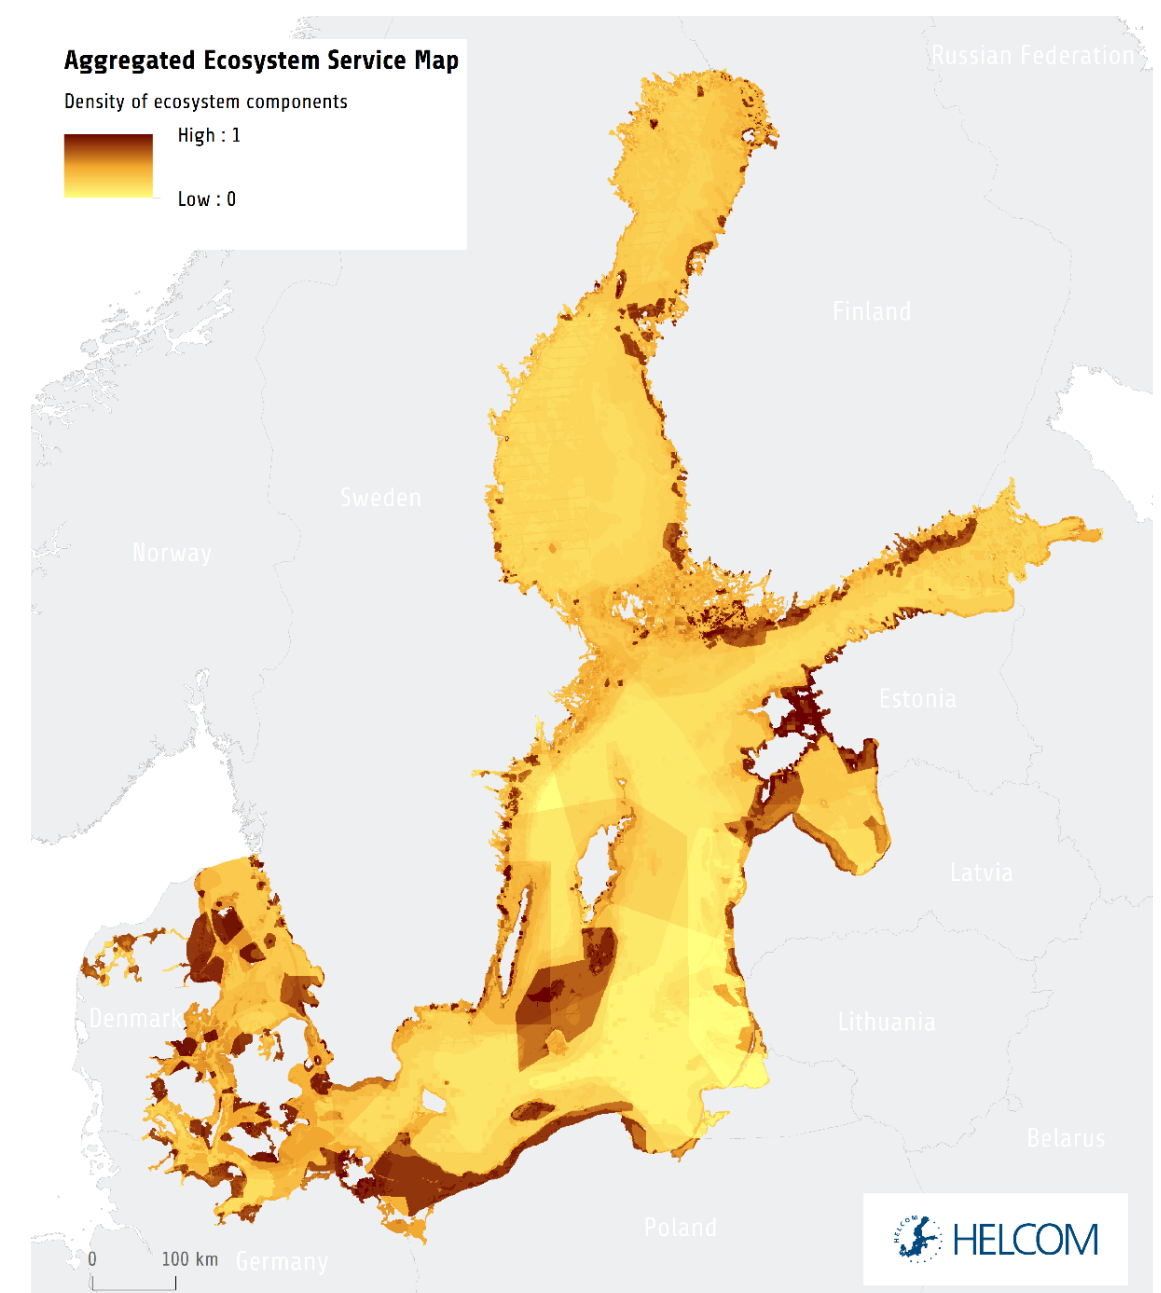 Aggregated Ecosystem Service Map
Density of ecosystem components
High : 1
Low : 0
Russian Federation
Finland
Sweden
Norway
Estonia
Latvia
Denmark
Lithuania
Belarus
Poland
Germany
0 100 km
HELCOM
HELCOM